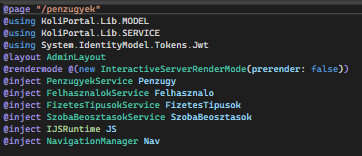 @page "/penzugyek"
@using KoliPortal.Lib.MODEL
@using KoliPortal.Lib.SERVICE
@using System.IdentityModel.Tokens.Jwt
@layout AdminLayout
@rendermode @(new InteractiveServerRenderMode(prerender: false))
@inject PenzugyekService Penzugy
@inject FelhasznalokService Felhasznalo
@inject FizetesTipusokService FizetesTipusok
@inject SzobaBeosztasokService SzobaBeosztasok
@inject IJSRuntime JS
@inject NavigationManager Nav